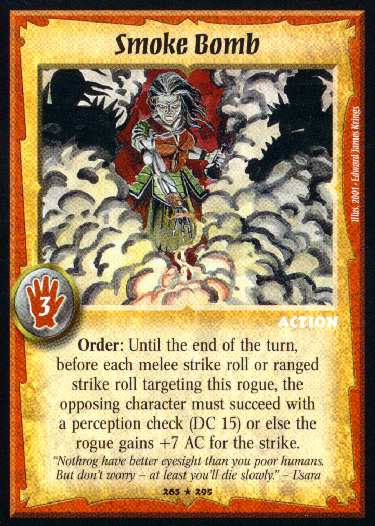 Smoke Bomb
Illus. 2001 - Edward James Krings
ACTION
3
Order: Until the end of the turn,
before each melee strike roll or ranged
strike roll targeting this rogue, the
opposing character must succeed with
a perception check (DC 15) or else the
rogue gains +7 AC for the strike.
"Nothrog have better eyesight than you poor humans.
But don't worry – at least you'll die slowly." – Usara
265 ★ 295